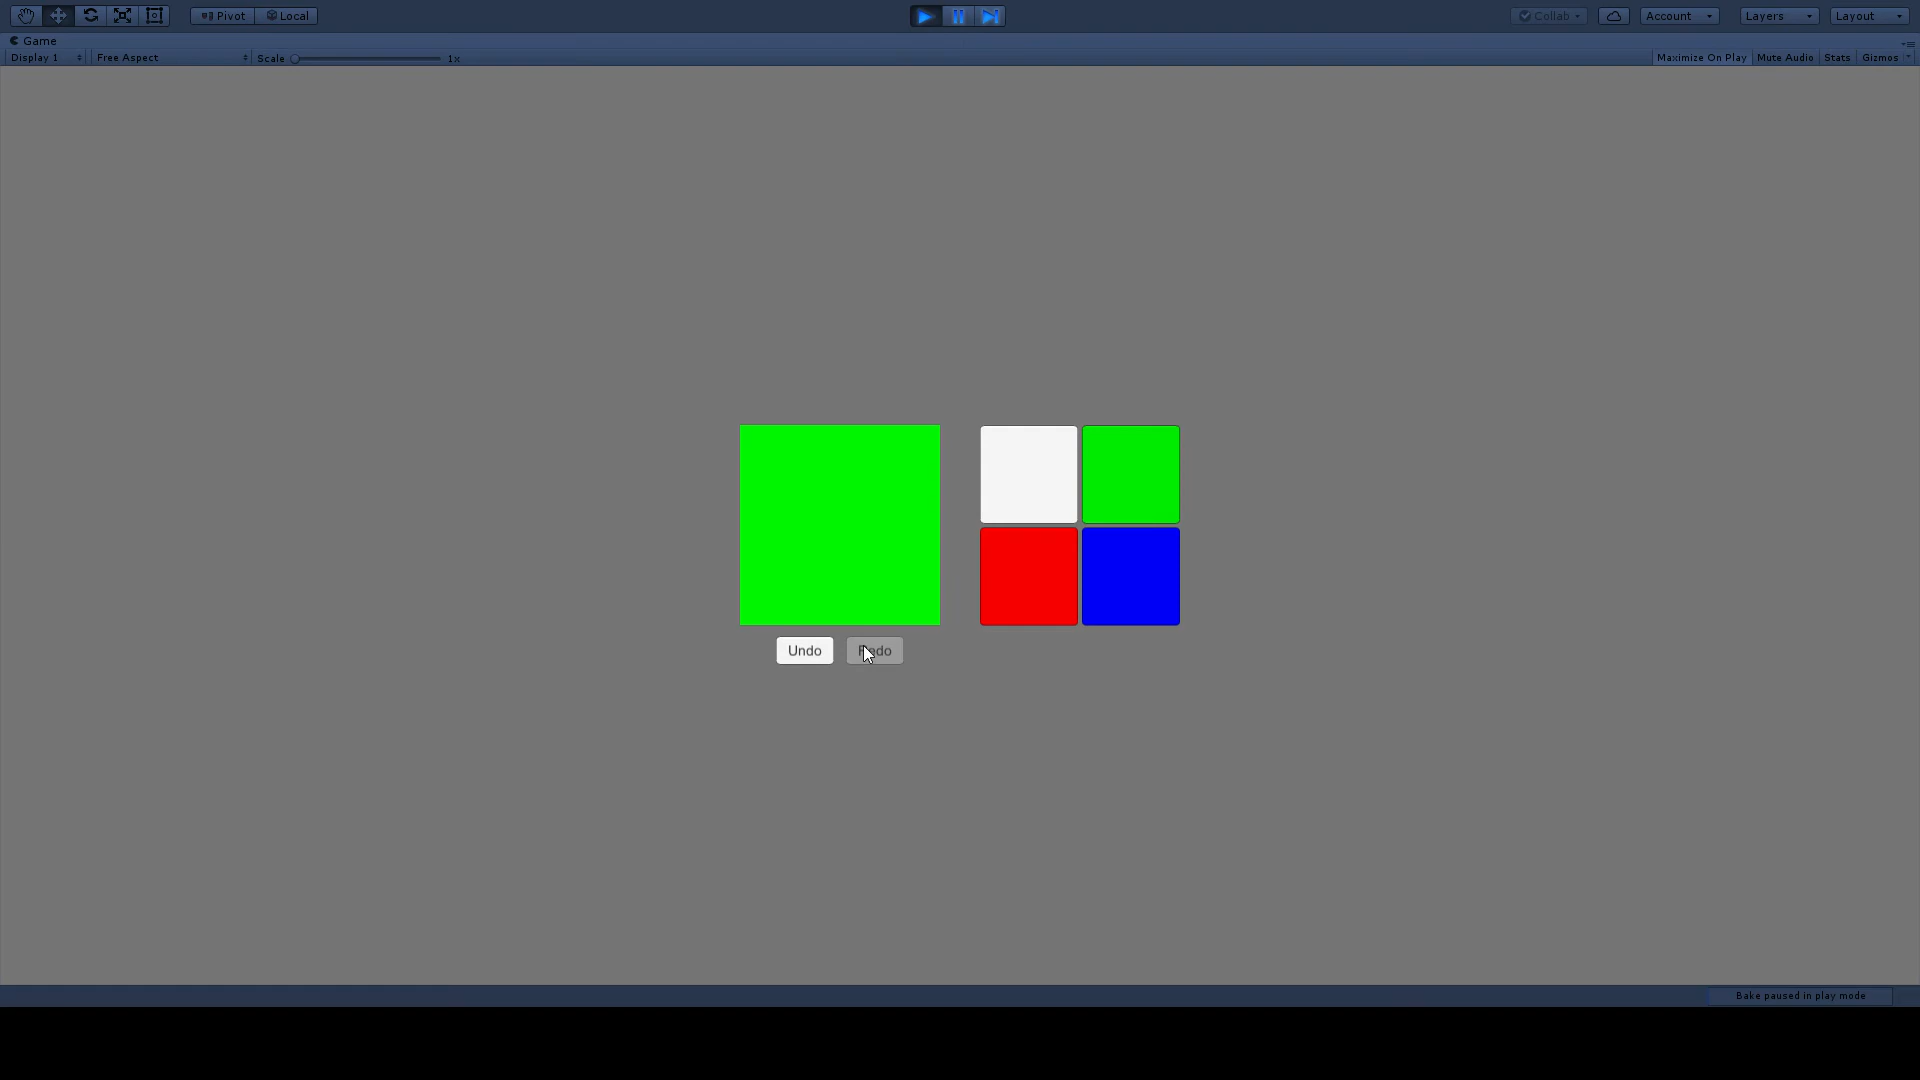 Pivot Local Collab Account Layers Layout
Game
Display 1 Free Aspect Scale 1x Maximize On Play Mute Audio Stats Gizmos
Undo
Bake paused in play mode